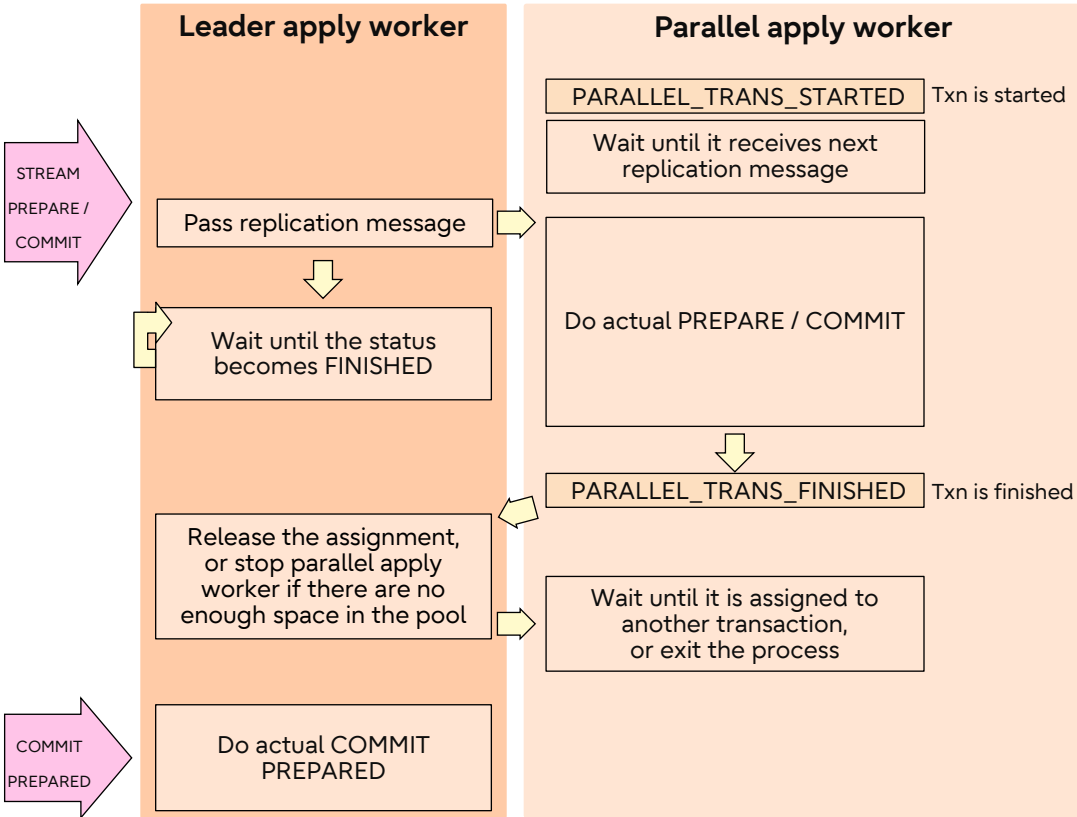 Leader apply worker
Parallel apply worker
PARALLEL_TRANS_STARTED
Txn is started
Wait until it receives next
replication message
STREAM
PREPARE /
COMMIT
Pass replication message
Do actual PREPARE / COMMIT
Wait until the status
becomes FINISHED
PARALLEL_TRANS_FINISHED
Txn is finished
Release the assignment,
or stop parallel apply
worker if there are no
enough space in the pool
Wait until it is assigned to
another transaction,
or exit the process
COMMIT
PREPARED
Do actual COMMIT
PREPARED